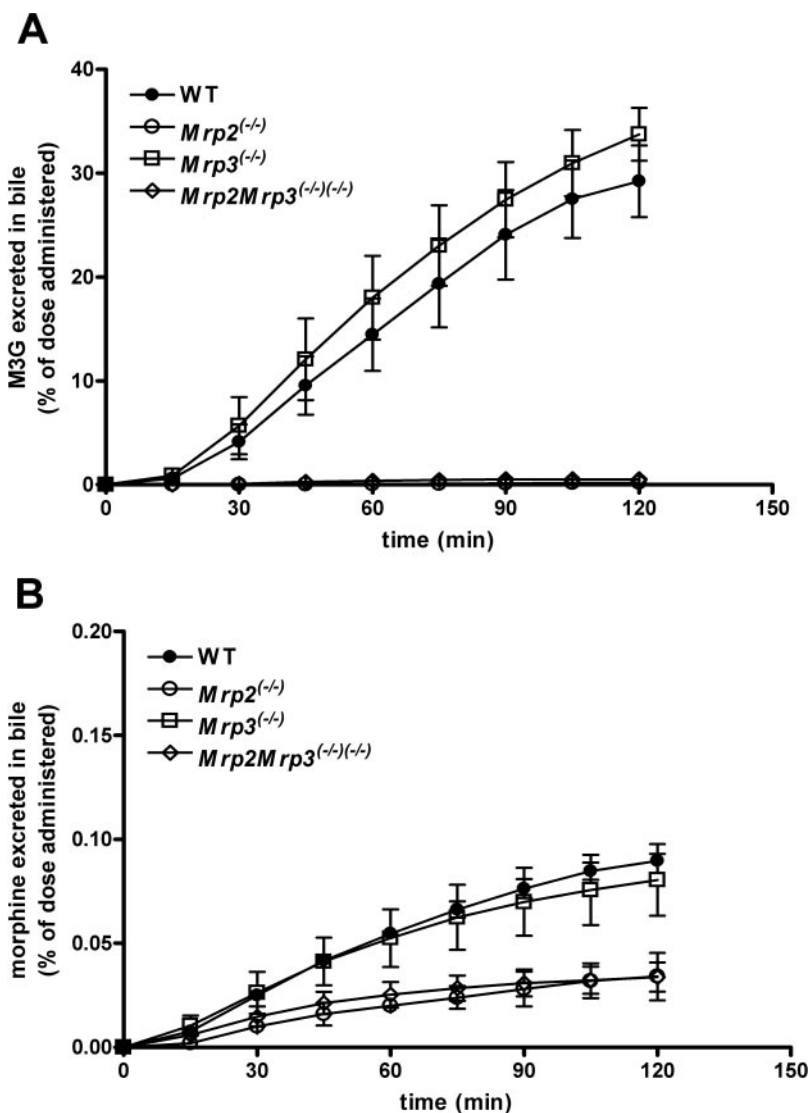 A
M3G excreted in bile
(% of dose administered)
40
30
20
10
0
WT
Mrp2(-/-)
Mrp3(-/-)
Mrp2Mrp3(-/-)(-/-)
0 30 60 90 120 150
time (min)
B
morphine excreted in bile
(% of dose administered)
0.20
0.15
0.10
0.05
0.00
WT
Mrp2(-/-)
Mrp3(-/-)
Mrp2Mrp3(-/-)(-/-)
0 30 60 90 120 150
time (min)